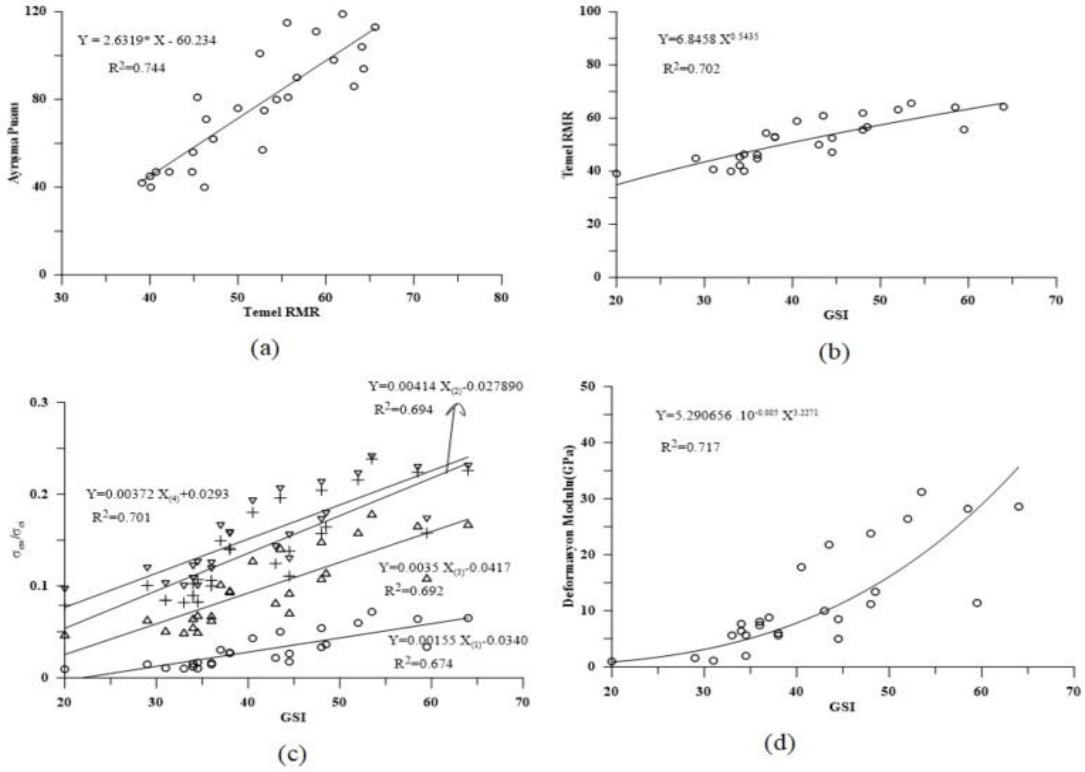 120
80
40
0
Y = 2.6319* X - 60.234
R²=0.744
Ayrışma Puanı
30 40 50 60 70 80
Temel RMR
(a)
100
80
60
40
20
0
Y=6.8458 X^0.5435
R²=0.702
Temel RMR
20 30 40 50 60 70
GSI
(b)
0.3
0.2
0.1
0
Y=0.00414 X(2)-0.027890
R²=0.694
Y=0.00372 X(4)+0.0293
R²=0.701
Y=0.0035 X(3)-0.0417
R²=0.692
Y=0.00155 X(1)-0.0340
R²=0.674
σcm/σci
20 30 40 50 60 70
GSI
(c)
50
40
30
20
10
0
Y=5.290656 .10^-0.005 X^3.2271
R²=0.717
Deformasyon Modulu(GPa)
20 30 40 50 60 70
GSI
(d)